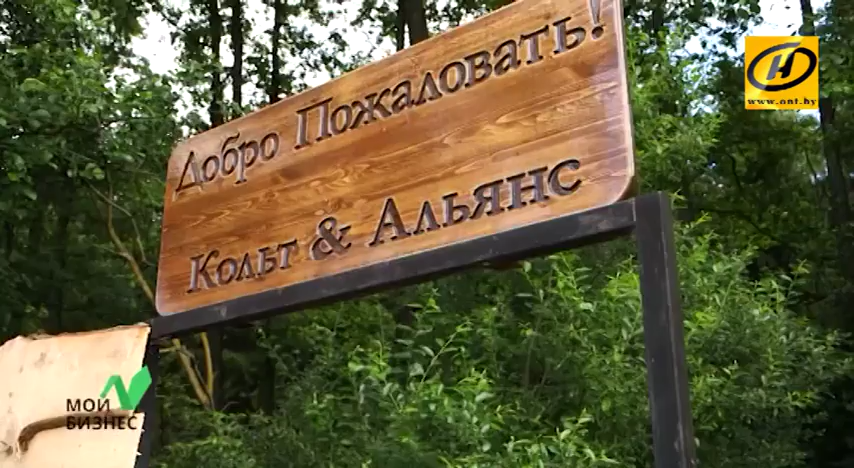 Добро Пожаловать!
Кольт & Альянс
www.ont.by
МОЙ
БИЗНЕС